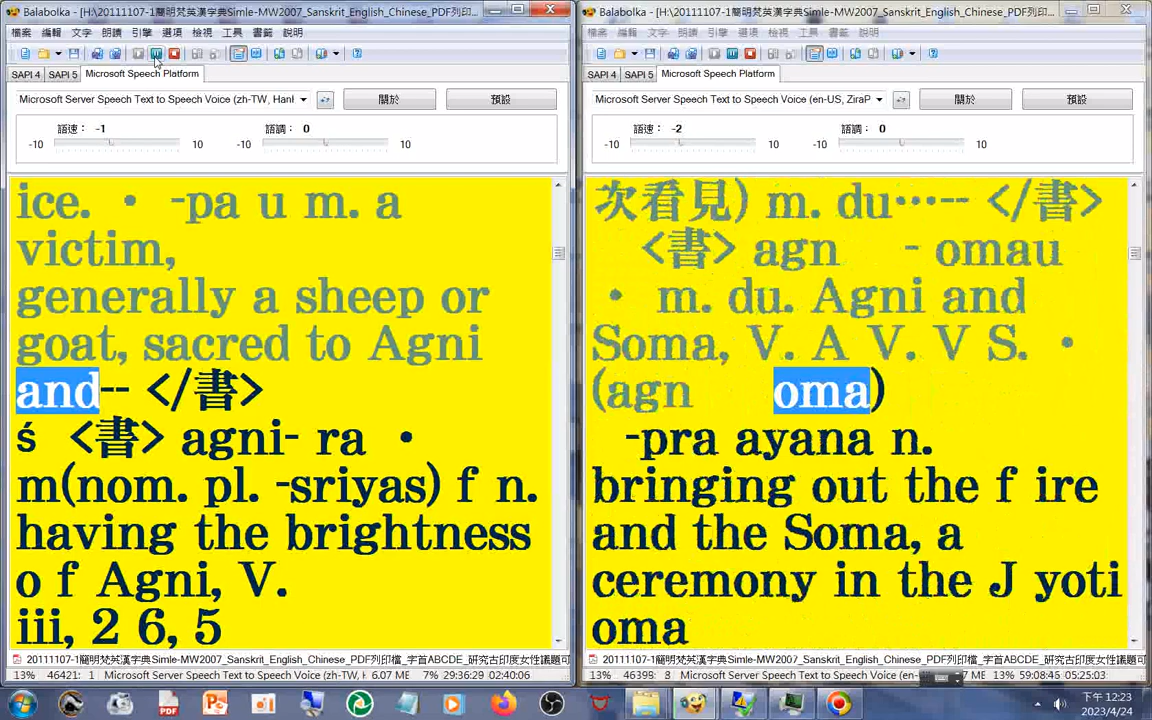 Balabolka - [H:\20111107-1簡明梵英漢字典Simle-MW2007_Sanskrit_English_Chinese_PDF列印...
檔案 編輯 文字 朗讀 引擎 選項 檢視 工具 書籤 說明
SAPI 4 SAPI 5 Microsoft Speech Platform
Microsoft Server Speech Text to Speech Voice (zh-TW, Hanl
關於 預設
語速： -1 語調： 0
-10 10 -10 10
ice. • -pa u m. a
victim,
generally a sheep or
goat, sacred to Agni
and-- </書>
ś <書> agni- ra •
m(nom. pl. -sriyas) f n.
having the brightness
o f Agni, V.
iii, 2 6, 5
20111107-1簡明梵英漢字典Simle-MW2007_Sanskrit_English_Chinese_PDF列印檔_字首ABCDE_研究古印度女性議題可
13% 46421: 1 Microsoft Server Speech Text to Speech Voice (zh-TW, H 6.07 ME 7% 29:36:29 02:40:06
Balabolka - [H:\20111107-1簡明梵英漢字典Simle-MW2007_Sanskrit_English_Chinese_PDF列印...
檔案 編輯 文字 朗讀 引擎 選項 檢視 工具 書籤 說明
SAPI 4 SAPI 5 Microsoft Speech Platform
Microsoft Server Speech Text to Speech Voice (en-US, ZiraP
關於 預設
語速： -2 語調： 0
-10 10 -10 10
次看見) m. du…-- </書>
<書> agn - omau
• m. du. Agni and
Soma, V. A V. V S. •
(agn oma)
-pra ayana n.
bringing out the f ire
and the Soma, a
ceremony in the J yoti
oma
20111107-1簡明梵英漢字典Simle-MW2007_Sanskrit_English_Chinese_PDF列印檔_字首ABCDE_研究古印度女性議題可
13% 46399: 8 Microsoft Server Speech Text to Speech Voice (en-U 7 ME 13% 59:08:45 05:25:03
PDF
下午 12:23
2023/4/24